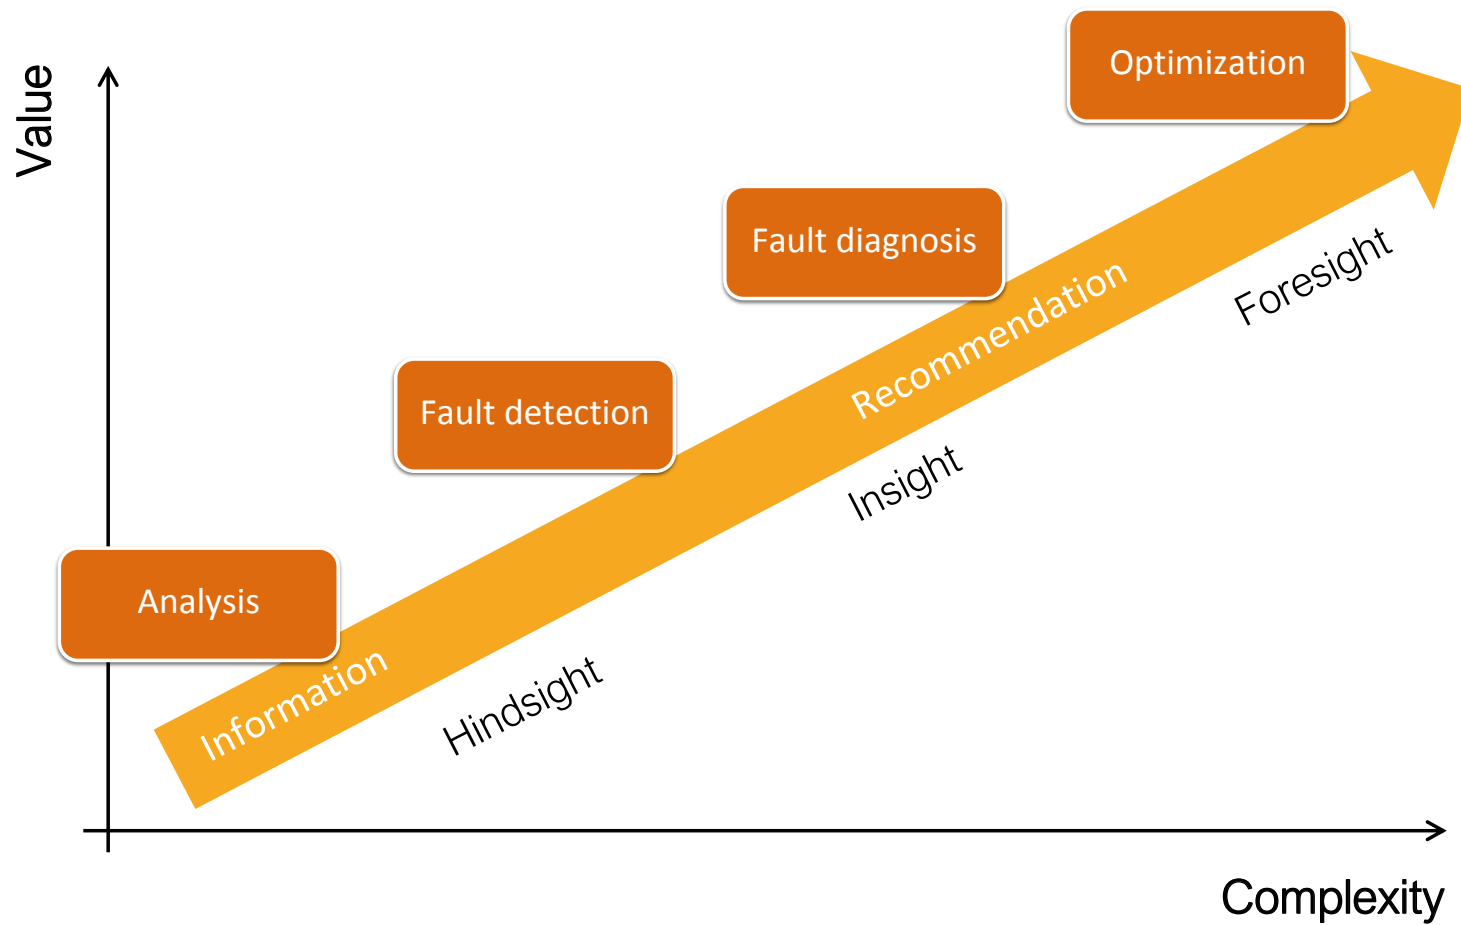 Value
Optimization
Fault diagnosis
Recommendation
Foresight
Fault detection
Insight
Analysis
Information
Hindsight
Complexity